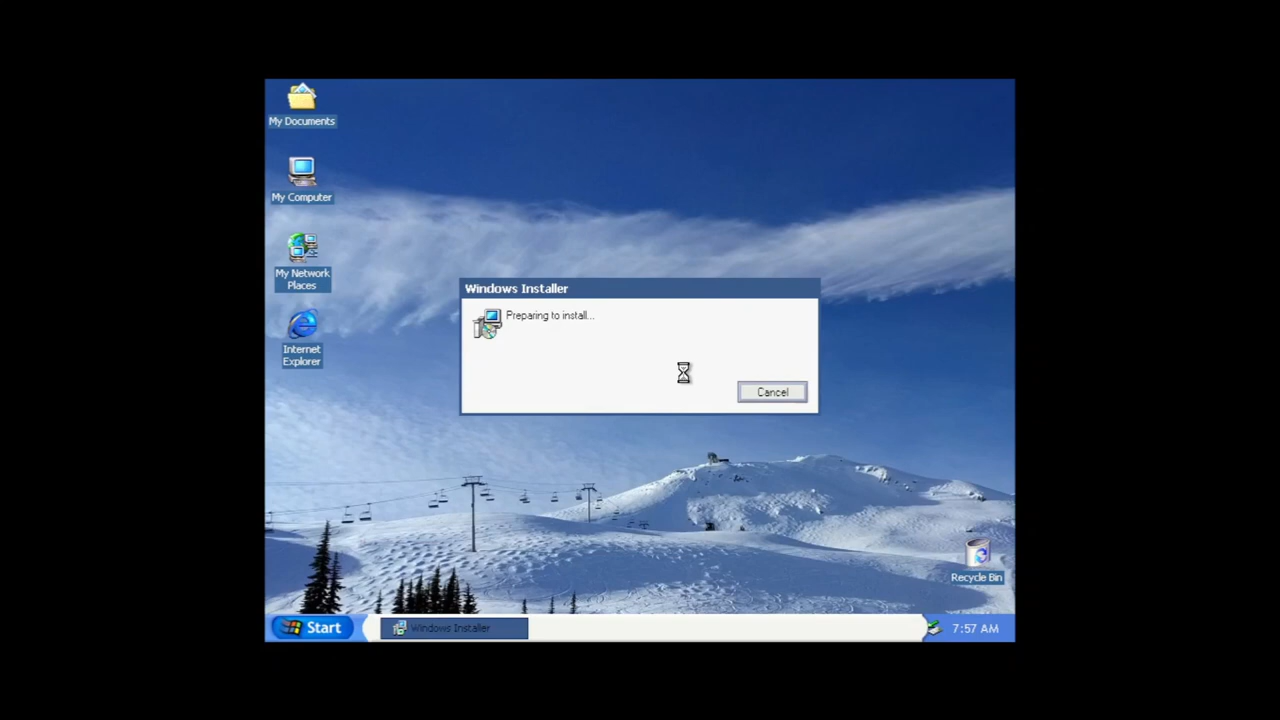 My Documents
My Computer
My Network
Places
Internet
Explorer
Windows Installer
Preparing to install...
Cancel
Recycle Bin
Start
Windows Installer
7:57 AM